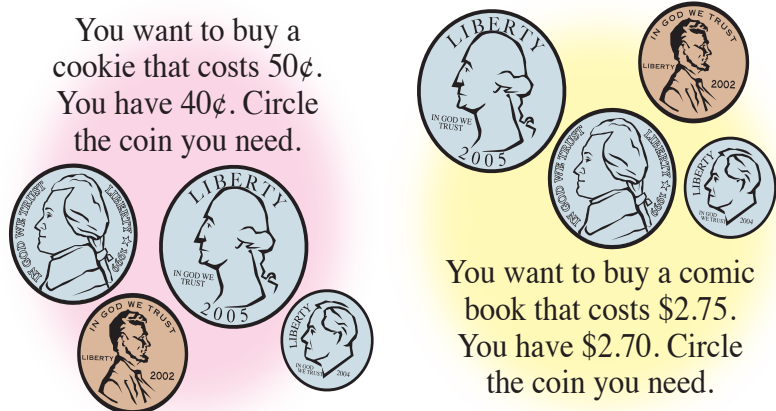 You want to buy a
cookie that costs 50¢.
You have 40¢. Circle
the coin you need.
IN GOD WE TRUST
LIBERTY ☆ 1999
LIBERTY
IN GOD WE
TRUST
2005
IN GOD WE TRUST
LIBERTY
2002
LIBERTY
IN GOD
WE TRUST
2004
LIBERTY
IN GOD WE
TRUST
2005
IN GOD WE TRUST
LIBERTY
2002
IN GOD WE TRUST
LIBERTY ☆ 1999
LIBERTY
IN GOD
WE TRUST
2004
You want to buy a comic
book that costs $2.75.
You have $2.70. Circle
the coin you need.